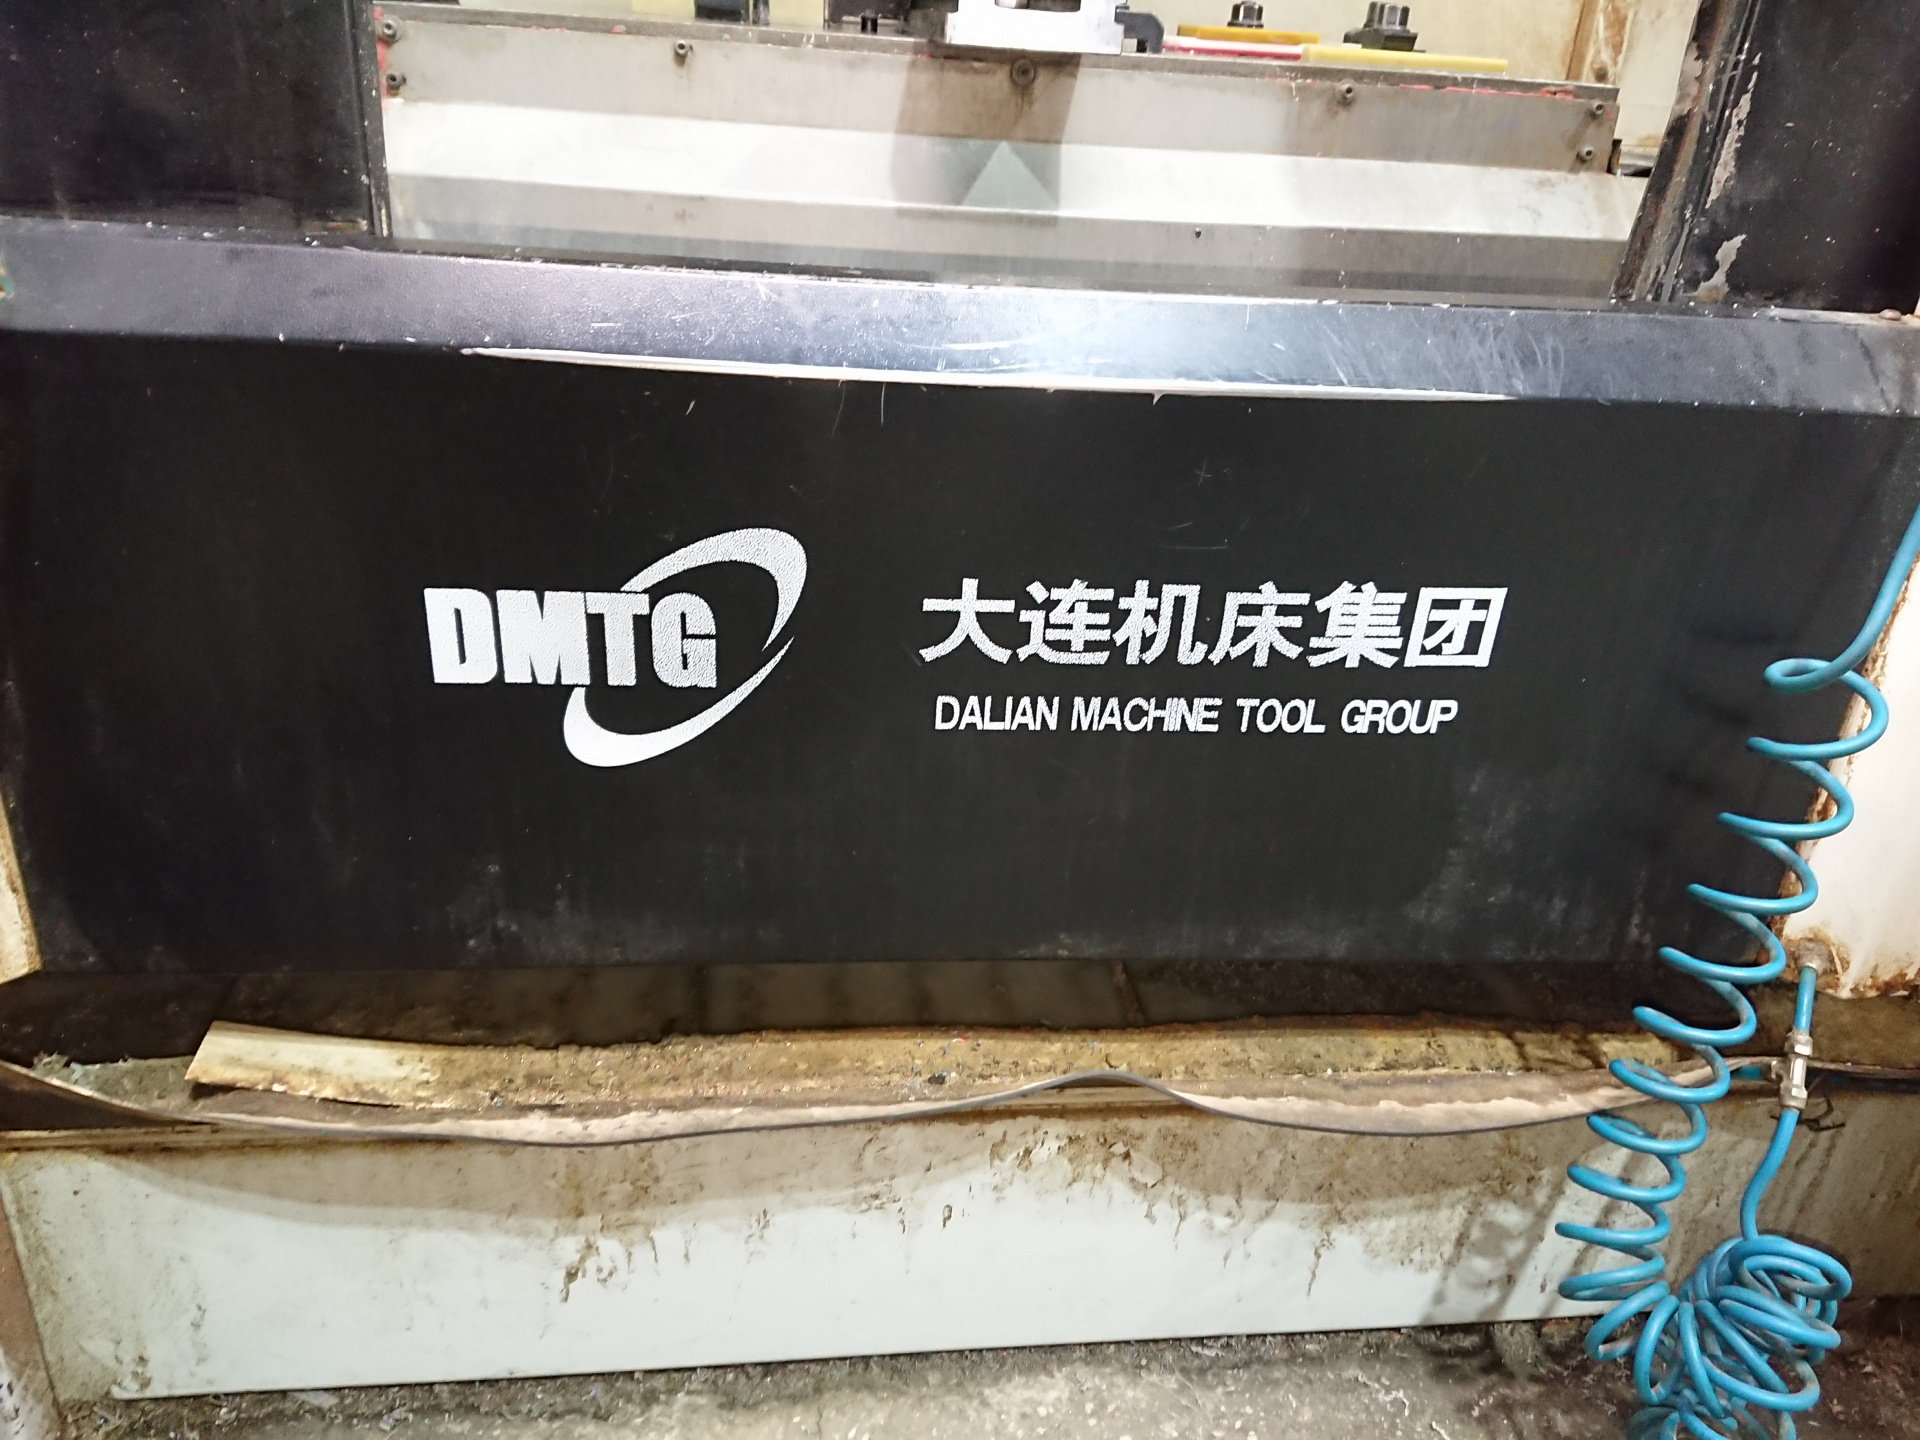 DMTG
大连机床集团
DALIAN MACHINE TOOL GROUP